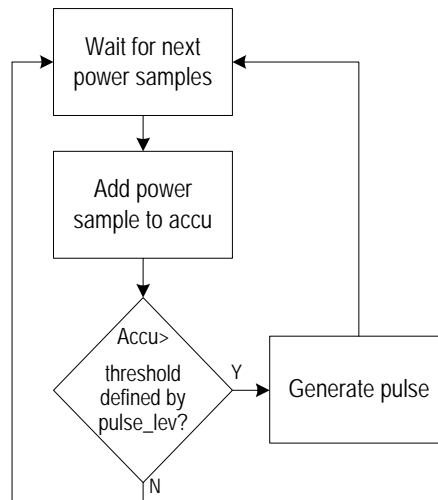 Wait for next
power samples
Add power
sample to accu
Accu>
threshold
defined by
pulse_lev?
Y
Generate pulse
N